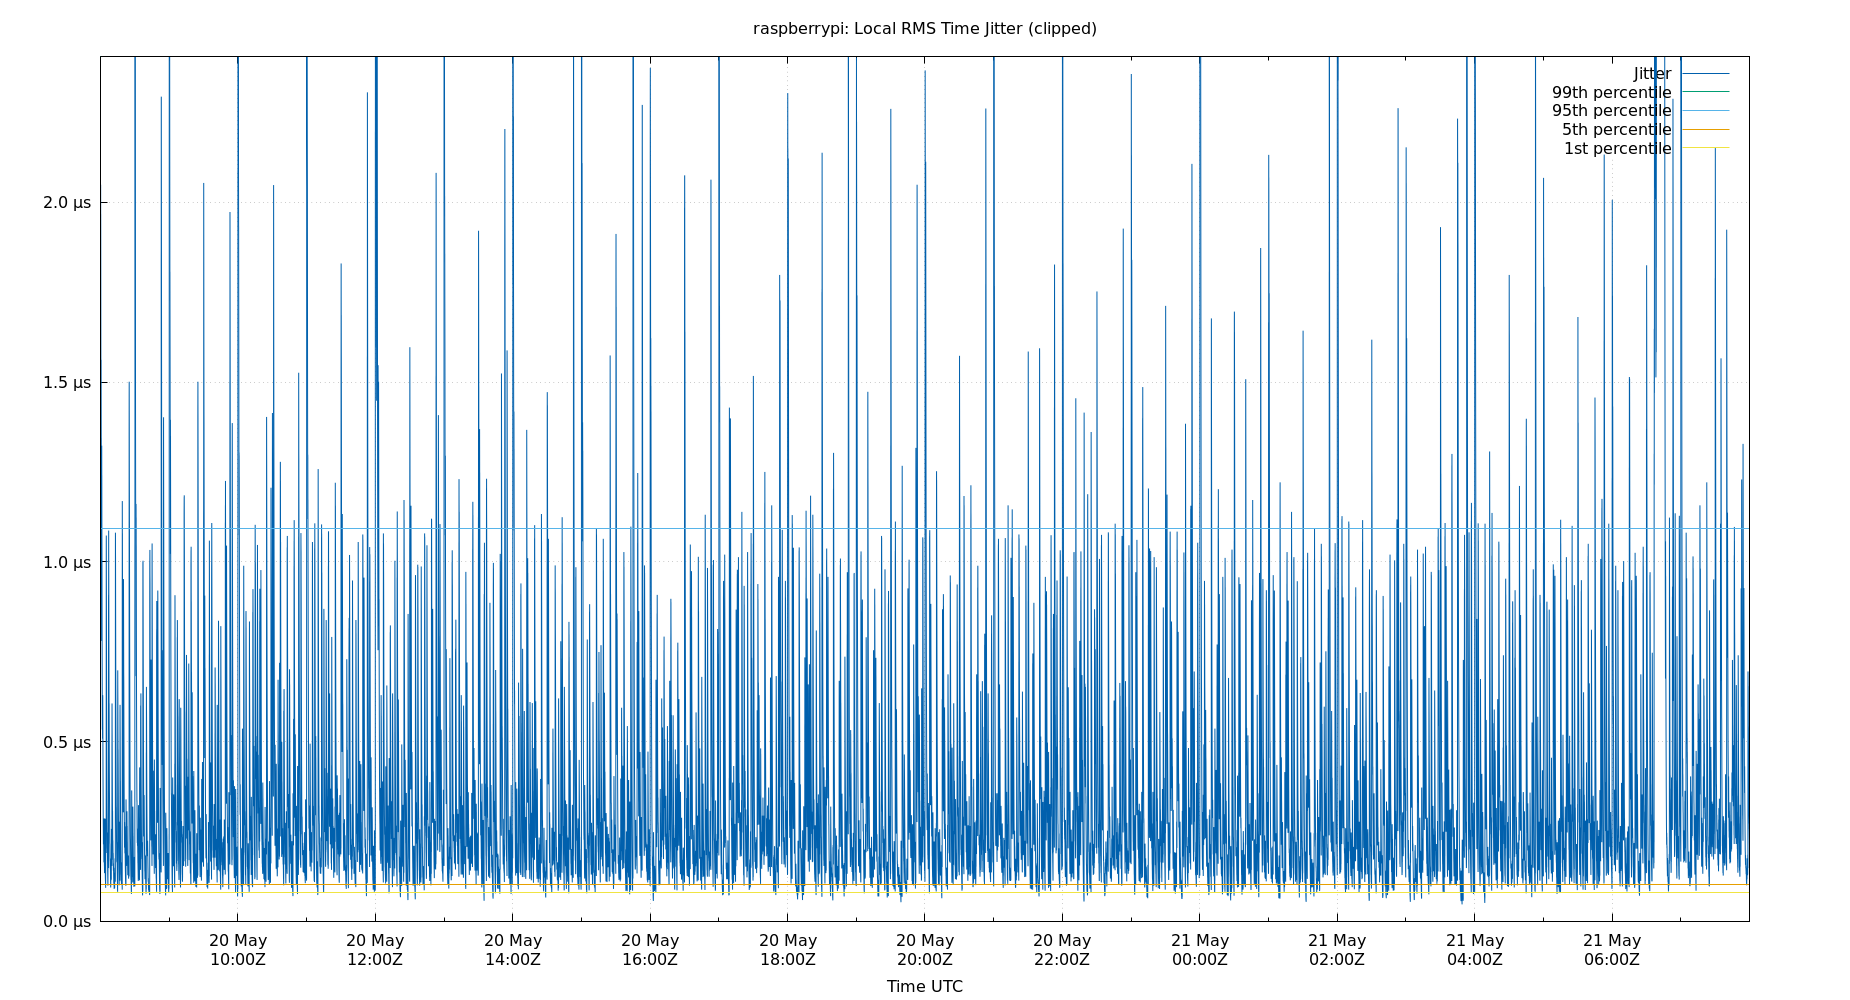 raspberrypi: Local RMS Time Jitter (clipped)
Jitter
99th percentile
95th percentile
5th percentile
1st percentile
2.0 µs
1.5 µs
1.0 µs
0.5 µs
0.0 µs
20 May 20 May 20 May 20 May 20 May 20 May 20 May 21 May 21 May 21 May 21 May
10:00Z 12:00Z 14:00Z 16:00Z 18:00Z 20:00Z 22:00Z 00:00Z 02:00Z 04:00Z 06:00Z
Time UTC